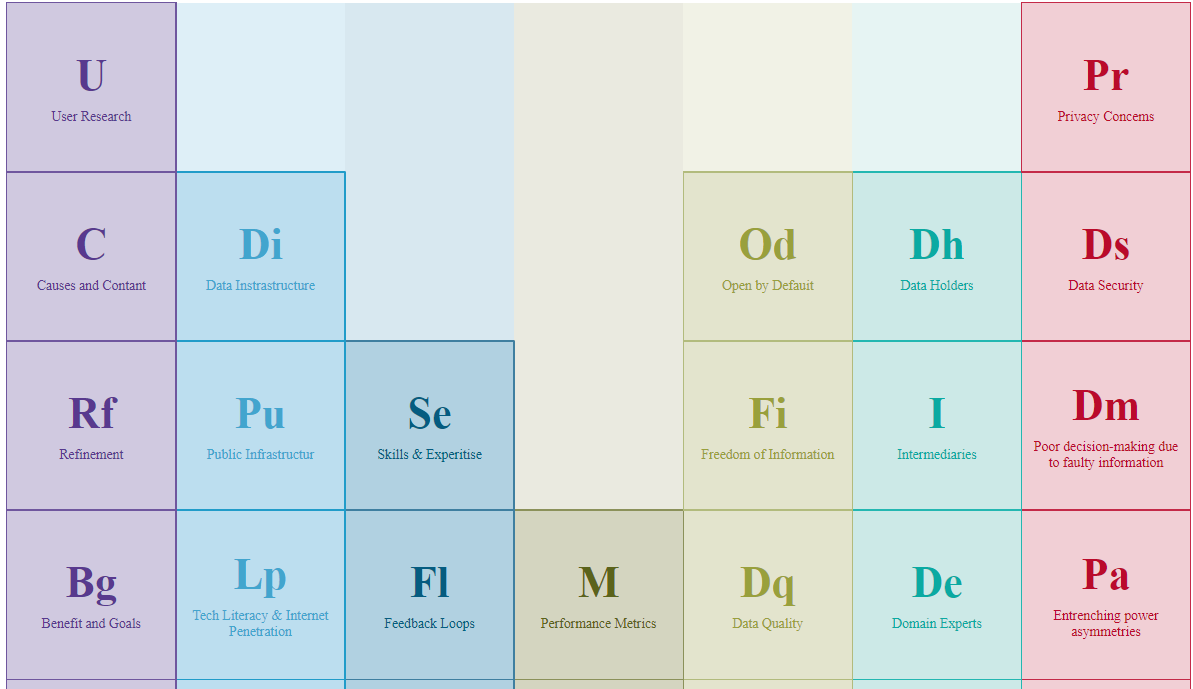 U
User Research
Pr
Privacy Concems
C
Causes and Contant
Di
Data Instrastructure
Od
Open by Defauit
Dh
Data Holders
Ds
Data Security
Rf
Refinement
Pu
Public Infrastructur
Se
Skills & Experitise
Fi
Freedom of Information
I
Intermediaries
Dm
Poor decision-making due
to faulty information
Bg
Benefit and Goals
Lp
Tech Literacy & Internet
Penetration
Fl
Feedback Loops
M
Performance Metrics
Dq
Data Quality
De
Domain Experts
Pa
Entrenching power
asymmetries